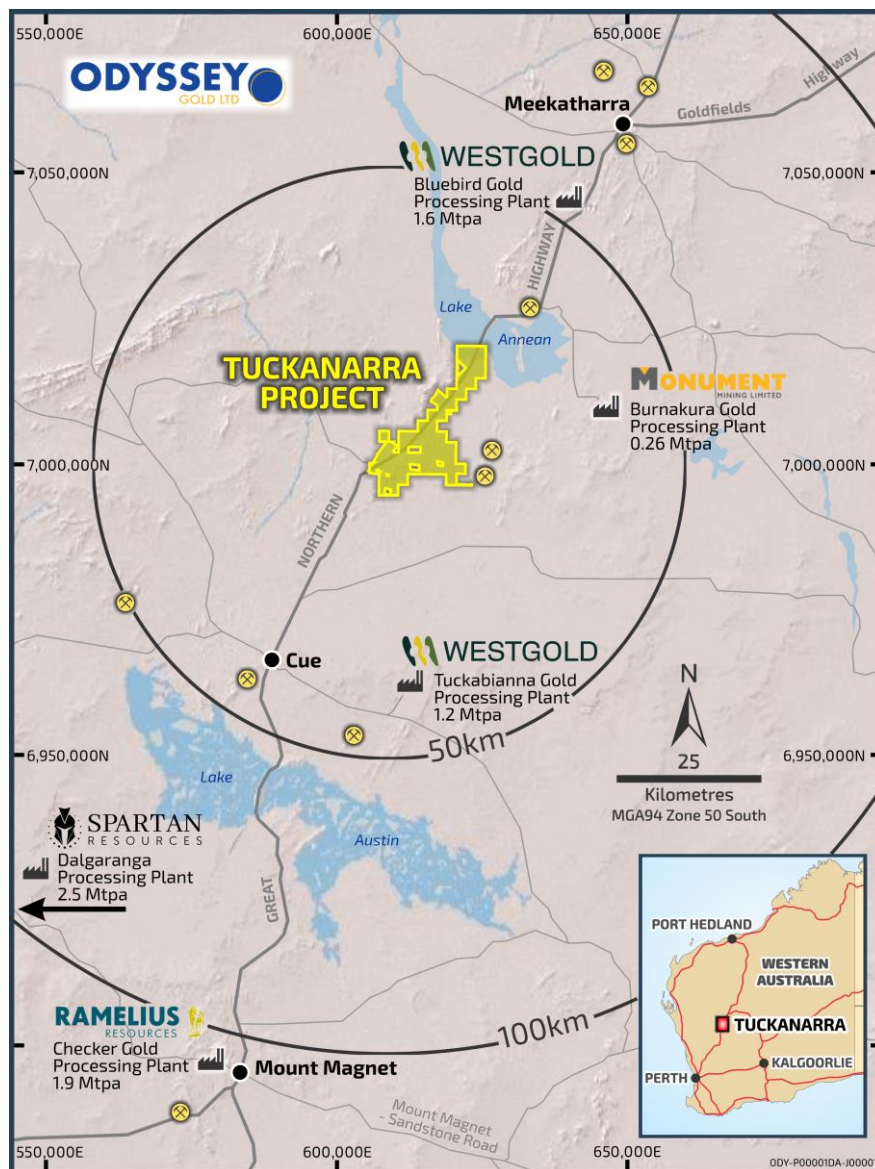 550,000E
600,000E
650,000E
ODYSSEY
GOLD LTD
Meekatharra
Goldfields
Highway
7,050,000N
7,050,000N
WESTGOLD
Bluebird Gold
Processing Plant
1.6 Mtpa
HIGHWAY
Lake
Annean
TUCKANARRA
PROJECT
MONUMENT
MINING LIMITED
Burnakura Gold
Processing Plant
0.26 Mtpa
7,000,000N
7,000,000N
NORTHERN
Cue
WESTGOLD
Tuckabianna Gold
Processing Plant
1.2 Mtpa
N
50km
25
Kilometres
MGA94 Zone 50 South
6,950,000N
6,950,000N
Lake
Austin
SPARTAN
RESOURCES
Dalgaranga
Processing Plant
2.5 Mtpa
GREAT
PORT HEDLAND
WESTERN
AUSTRALIA
TUCKANARRA
KALGOORLIE
PERTH
RAMELIUS
RESOURCES
Checker Gold
Processing Plant
1.9 Mtpa
100km
Mount Magnet
Mount Magnet
- Sandstone Road
550,000E
600,000E
650,000E